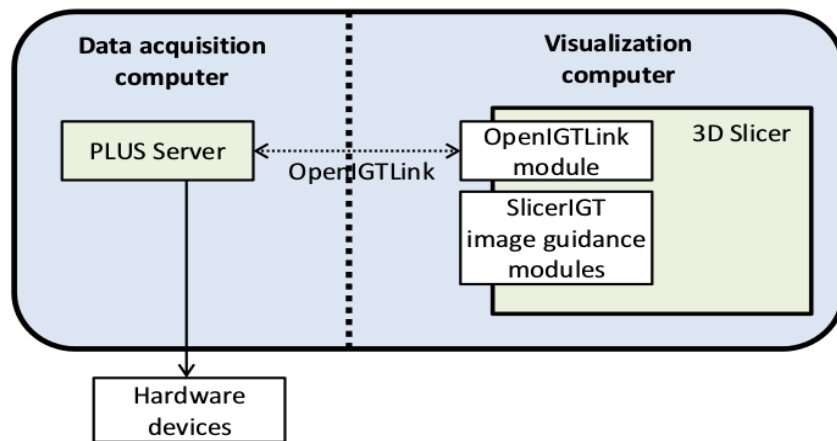 Data acquisition
computer
Visualization
computer
PLUS Server
OpenIGTLink
OpenIGTLink
module
3D Slicer
SlicerIGT
image guidance
modules
Hardware
devices